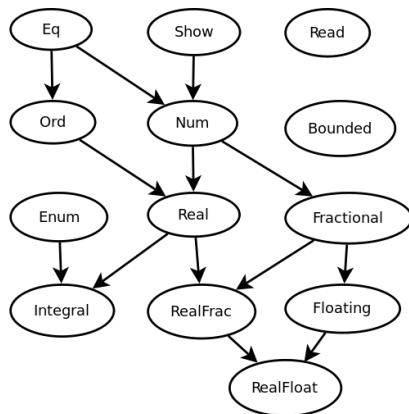 Eq
Show
Read
Ord
Num
Bounded
Enum
Real
Fractional
Integral
RealFrac
Floating
RealFloat